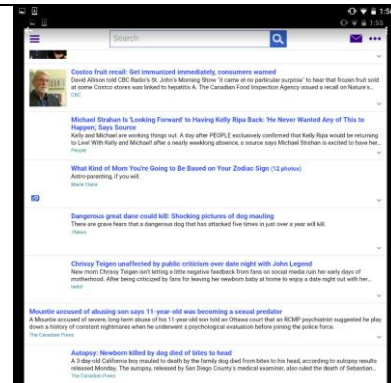 1:50
1:55
Search
Costco fruit recall: Get immunized immediately, consumers warned
David Allison told CBC Radio's St. John's Morning Show 'it came at no particular surprise' to hear that frozen fruit sold
at some Costco stores was linked to hepatitis A. The Canadian Food Inspection Agency issued a recall on Nature's...
CBC
Michael Strahan Is 'Looking Forward' to Having Kelly Ripa Back: 'He Never Wanted Any of This to
Happen,' Says Source
Kelly and Michael are working things out. A day after PEOPLE exclusively confirmed that Kelly Ripa would be returning
to Live! With Kelly and Michael! after a nearly weeklong absence, a source says Michael Strahan is excited to have her...
People
What Kind of Mom You're Going to Be Based on Your Zodiac Sign (12 photos)
Astro-parenting, if you will.
Marie Claire
Dangerous great dane could kill: Shocking pictures of dog mauling
There are grave fears that a dangerous dog that has attacked five times in just over a year will kill.
7News
Chrissy Teigen unaffected by public criticism over date night with John Legend
New mom Chrissy Teigen isn't letting a little negative feedback from fans on social media ruin her early days of
motherhood. After being criticized by fans for leaving her newborn baby at home to enjoy a date night out with her...
hello!
Mountie accused of abusing son says 11-year-old was becoming a sexual predator
A Mountie accused of severe, long-term abuse of his 11-year-old son told an Ottawa court that an RCMP psychiatrist suggested he play
down a history of constant nightmares when he underwent a psychological evaluation before joining the police force.
The Canadian Press
Autopsy: Newborn killed by dog died of bites to head
A 3-day-old California boy mauled to death by the family dog died from bites to his head, according to autopsy results
released Monday. The autopsy, released by San Diego County's medical examiner, also ruled the death of Sebastian...
The Canadian Press